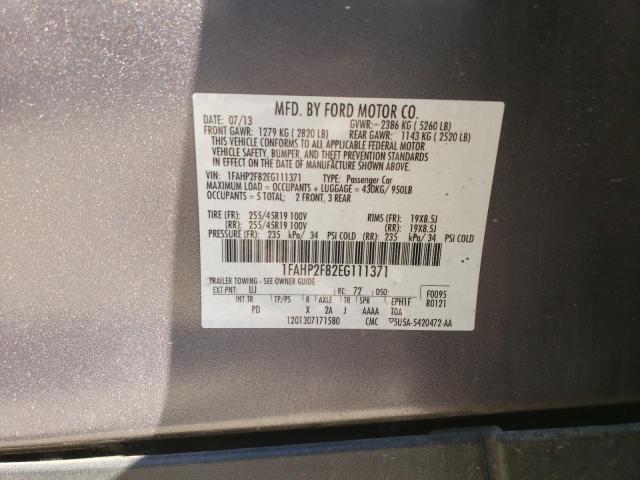 MFD. BY FORD MOTOR CO.
DATE: 07/13 GVWR:- 2386 KG ( 5260 LB)
FRONT GAWR: 1279 KG ( 2820 LB) REAR GAWR: 1143 KG ( 2520 LB)
THIS VEHICLE CONFORMS TO ALL APPLICABLE FEDERAL MOTOR
VEHICLE SAFETY, BUMPER, AND THEFT PREVENTION STANDARDS
IN EFFECT ON THE DATE OF MANUFACTURE SHOWN ABOVE.
VIN: 1FAHP2F82EG111371 TYPE: Passenger Car
MAXIMUM LOAD = OCCUPANTS + LUGGAGE = 430KG/ 950LB
OCCUPANTS = 5 TOTAL: 2 FRONT, 3 REAR
TIRE (FR): 255/45R19 100V RIMS (FR): 19X8.5J
(RR): 255/45R19 100V (RR): 19X8.5J
PRESSURE (FR): 235 kPa/ 34 PSI COLD (RR): 235 kPa/ 34 PSI COLD
1FAHP2F82EG111371
TRAILER TOWING - SEE OWNER GUIDE
EXT PNT: UJ RC: 72 DSO: F0095
INT TR TP/PS R AXLE TR SPR EPH1F R0121
PD X 2A J AAAA TOA
1201307171580 CMC ▽5U5A-5420472-AA